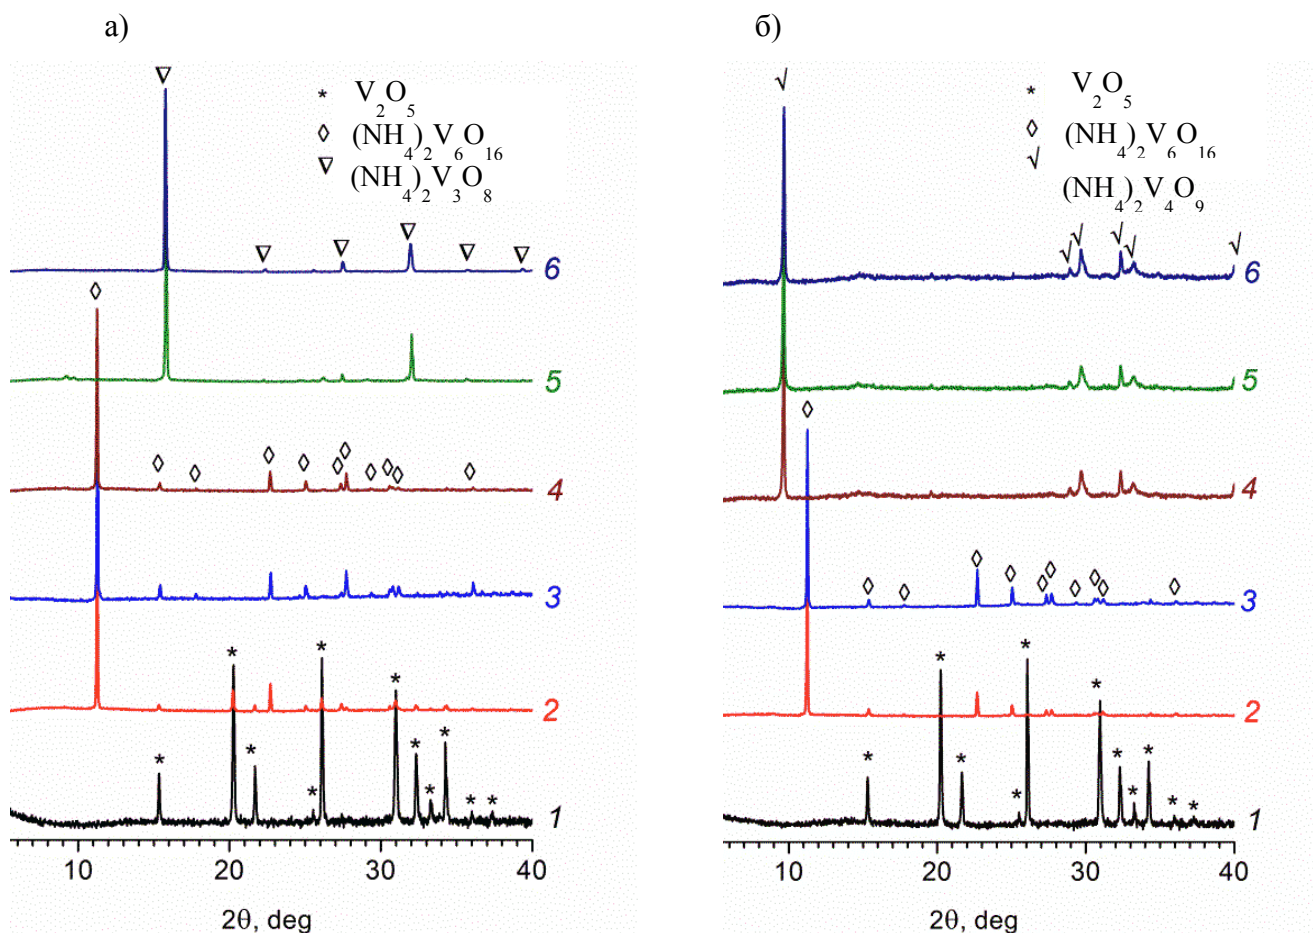 а)
* V2O5
◊ (NH4)2V6O16
∇ (NH4)2V3O8
6
5
4
3
2
1
10 20 30 40
2θ, deg
б)
* V2O5
◊ (NH4)2V6O16
√ (NH4)2V4O9
6
5
4
3
2
1
10 20 30 40
2θ, deg